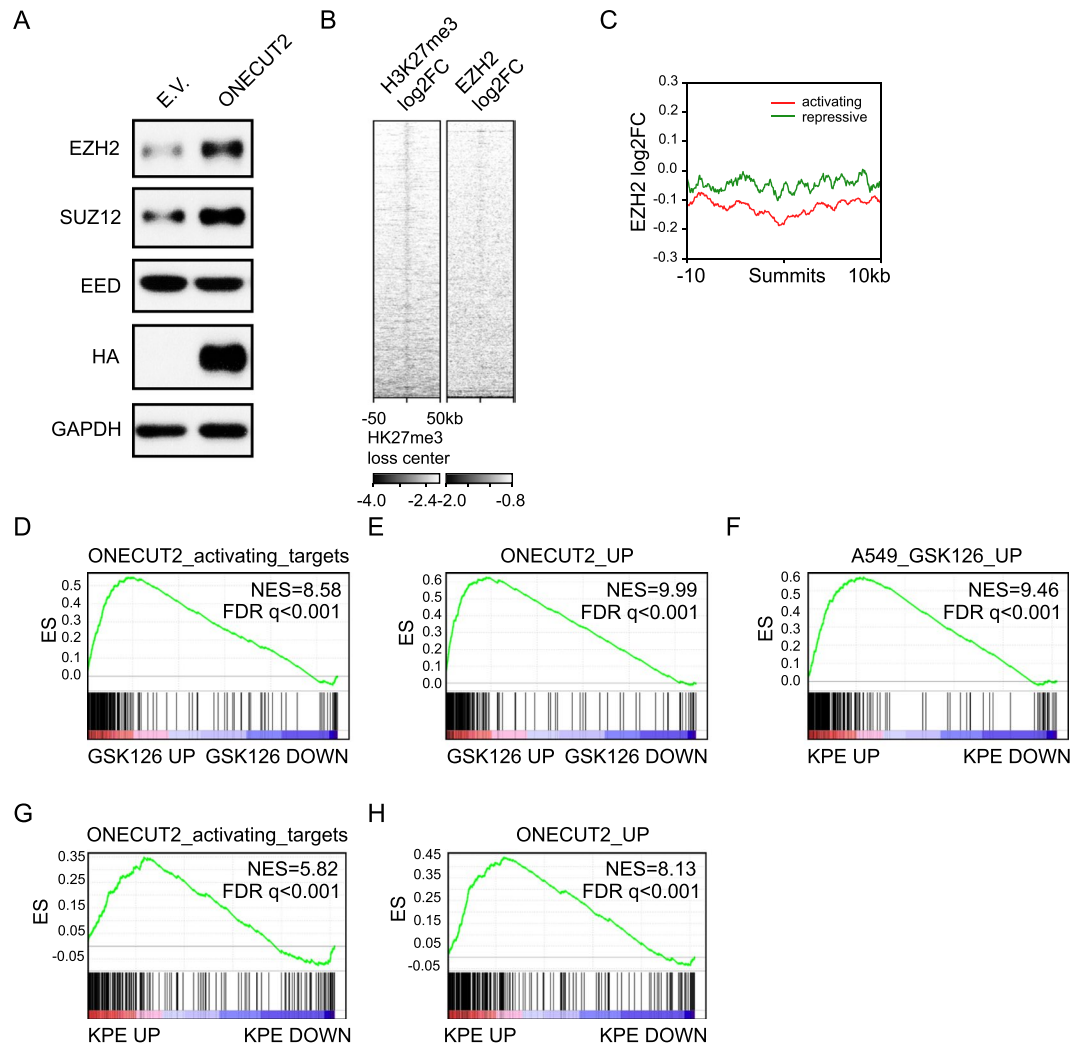 A
E.V.
ONECUT2
EZH2
SUZ12
EED
HA
GAPDH
B
H3K27me3
log2FC
EZH2
log2FC
-50
50kb
HK27me3
loss center
-4.0
-2.4
-2.0
-0.8
C
EZH2 log2FC
0.3
0.2
0.1
0.0
-0.1
-0.2
-0.3
activating
repressive
-10
Summits
10kb
D
ONECUT2_activating_targets
NES=8.58
FDR q<0.001
ES
0.5
0.4
0.3
0.2
0.1
0.0
GSK126 UP
GSK126 DOWN
E
ONECUT2_UP
NES=9.99
FDR q<0.001
ES
0.6
0.5
0.4
0.3
0.2
0.1
0.0
GSK126 UP
GSK126 DOWN
F
A549_GSK126_UP
NES=9.46
FDR q<0.001
ES
0.6
0.5
0.4
0.3
0.2
0.1
0.0
KPE UP
KPE DOWN
G
ONECUT2_activating_targets
NES=5.82
FDR q<0.001
ES
0.35
0.25
0.15
0.05
-0.05
KPE UP
KPE DOWN
H
ONECUT2_UP
NES=8.13
FDR q<0.001
ES
0.45
0.35
0.25
0.15
0.05
-0.05
KPE UP
KPE DOWN